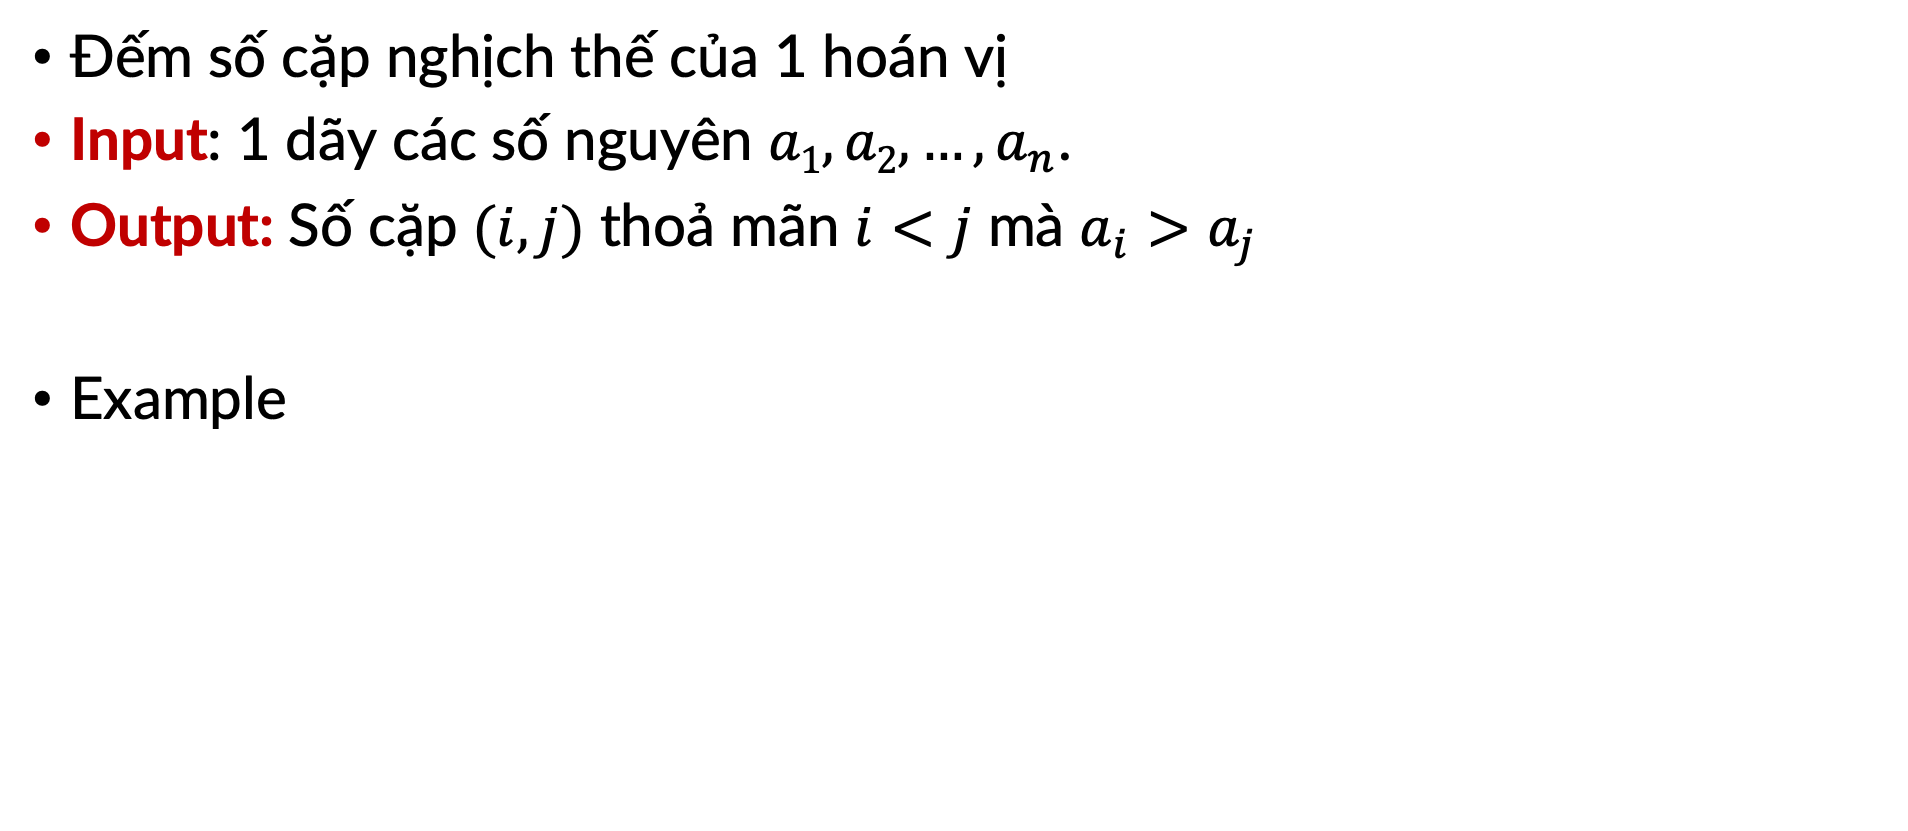 • Đếm số cặp nghịch thế của 1 hoán vị
• Input: 1 dãy các số nguyên a₁, a₂, … , aₙ.
• Output: Số cặp (i, j) thoả mãn i < j mà aᵢ > aⱼ
• Example